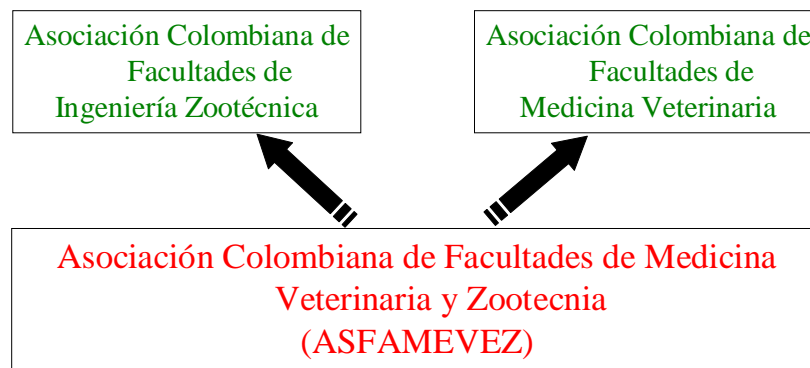 Asociación Colombiana de
Facultades de
Ingeniería Zootécnica
Asociación Colombiana de
Facultades de
Medicina Veterinaria
Asociación Colombiana de Facultades de Medicina
Veterinaria y Zootecnia
(ASFAMEVEZ)